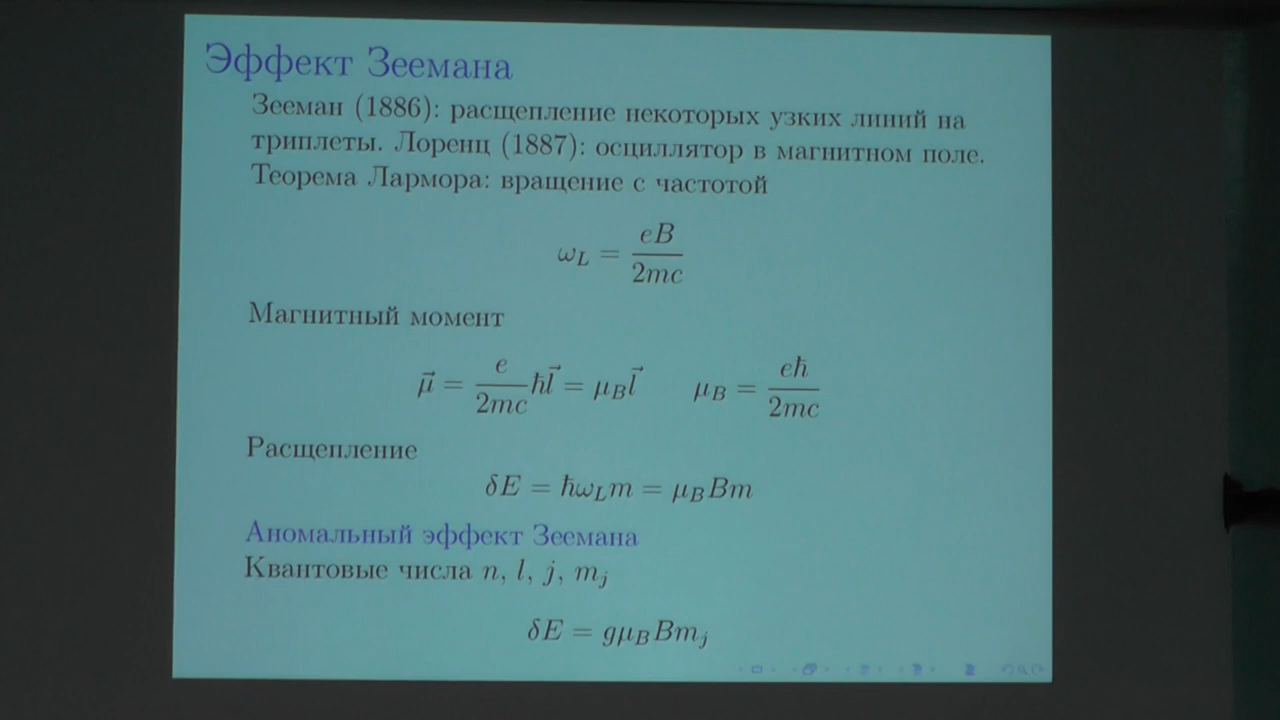 Эффект Зеемана
Зееман (1886): расщепление некоторых узких линий на
триплеты. Лоренц (1887): осциллятор в магнитном поле.
Теорема Лармора: вращение с частотой
ω_L = eB / 2mc
Магнитный момент
μ⃗ = e / 2mc ħl⃗ = μ_B l⃗   μ_B = eħ / 2mc
Расщепление
δE = ħω_L m = μ_B Bm
Аномальный эффект Зеемана
Квантовые числа n, l, j, m_j
δE = gμ_B Bm_j